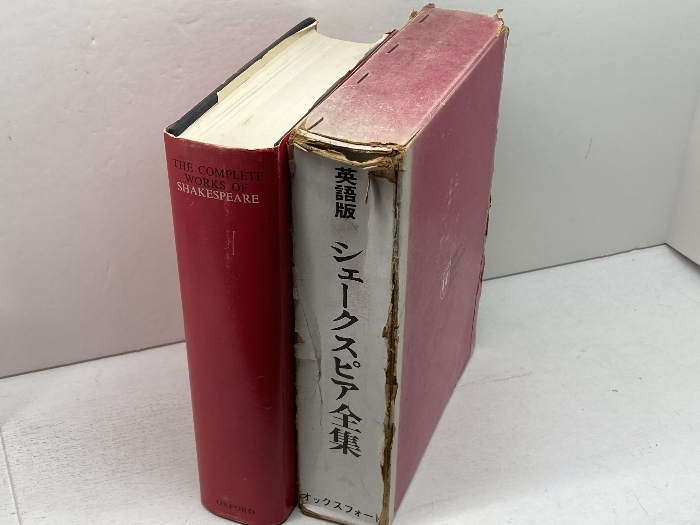 THE COMPLETE
WORKS OF
SHAKESPEARE
OXFORD
英語版
シェークスピア全集
オックスフォード